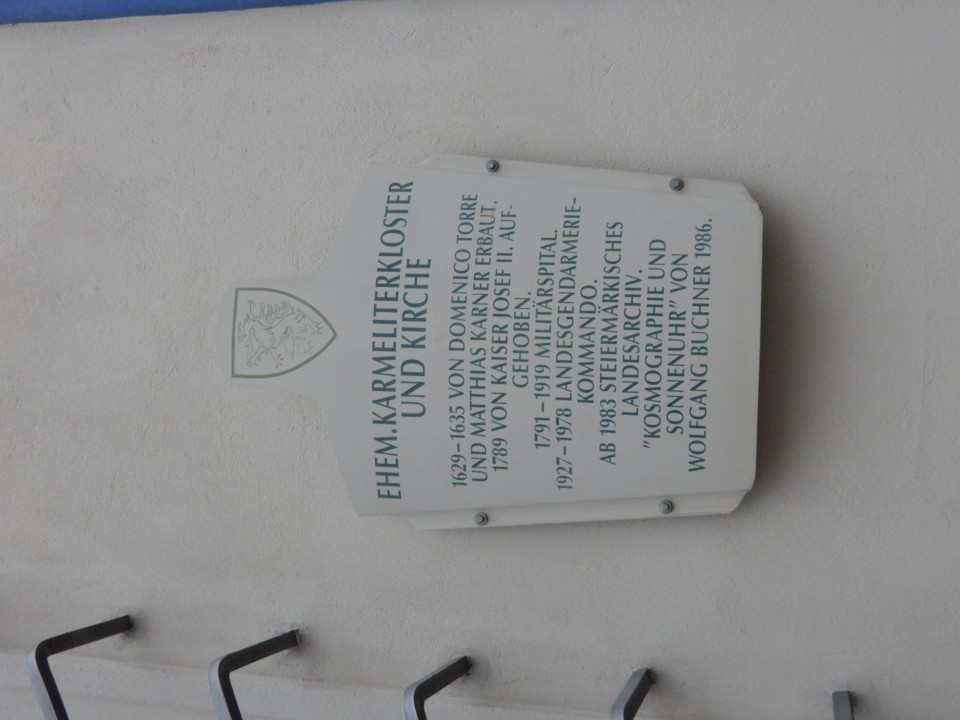 EHEM. KARMELITERKLOSTER
UND KIRCHE
1629–1635 VON DOMENICO TORRE
UND MATTHIAS KARNER ERBAUT.
1789 VON KAISER JOSEF II. AUF-
GEHOBEN.
1791–1919 MILITÄRSPITAL.
1927–1978 LANDESGENDARMERIE-
KOMMANDO.
AB 1983 STEIERMÄRKISCHES
LANDESARCHIV.
"KOSMOGRAPHIE UND
SONNENUHR" VON
WOLFGANG BUCHNER 1986.